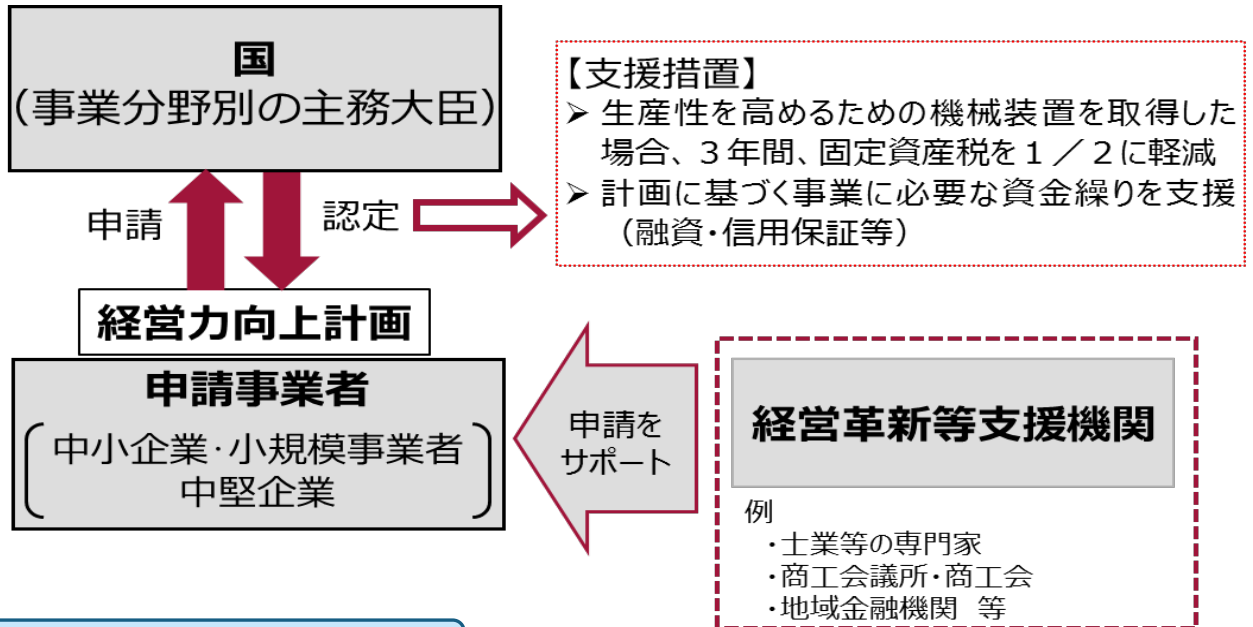 国
（事業分野別の主務大臣）
【支援措置】
➢ 生産性を高めるための機械装置を取得した
場合、３年間、固定資産税を１／２に軽減
➢ 計画に基づく事業に必要な資金繰りを支援
（融資・信用保証等）
申請
認定
経営力向上計画
申請事業者
中小企業・小規模事業者
中堅企業
申請を
サポート
経営革新等支援機関
例
・士業等の専門家
・商工会議所・商工会
・地域金融機関 等